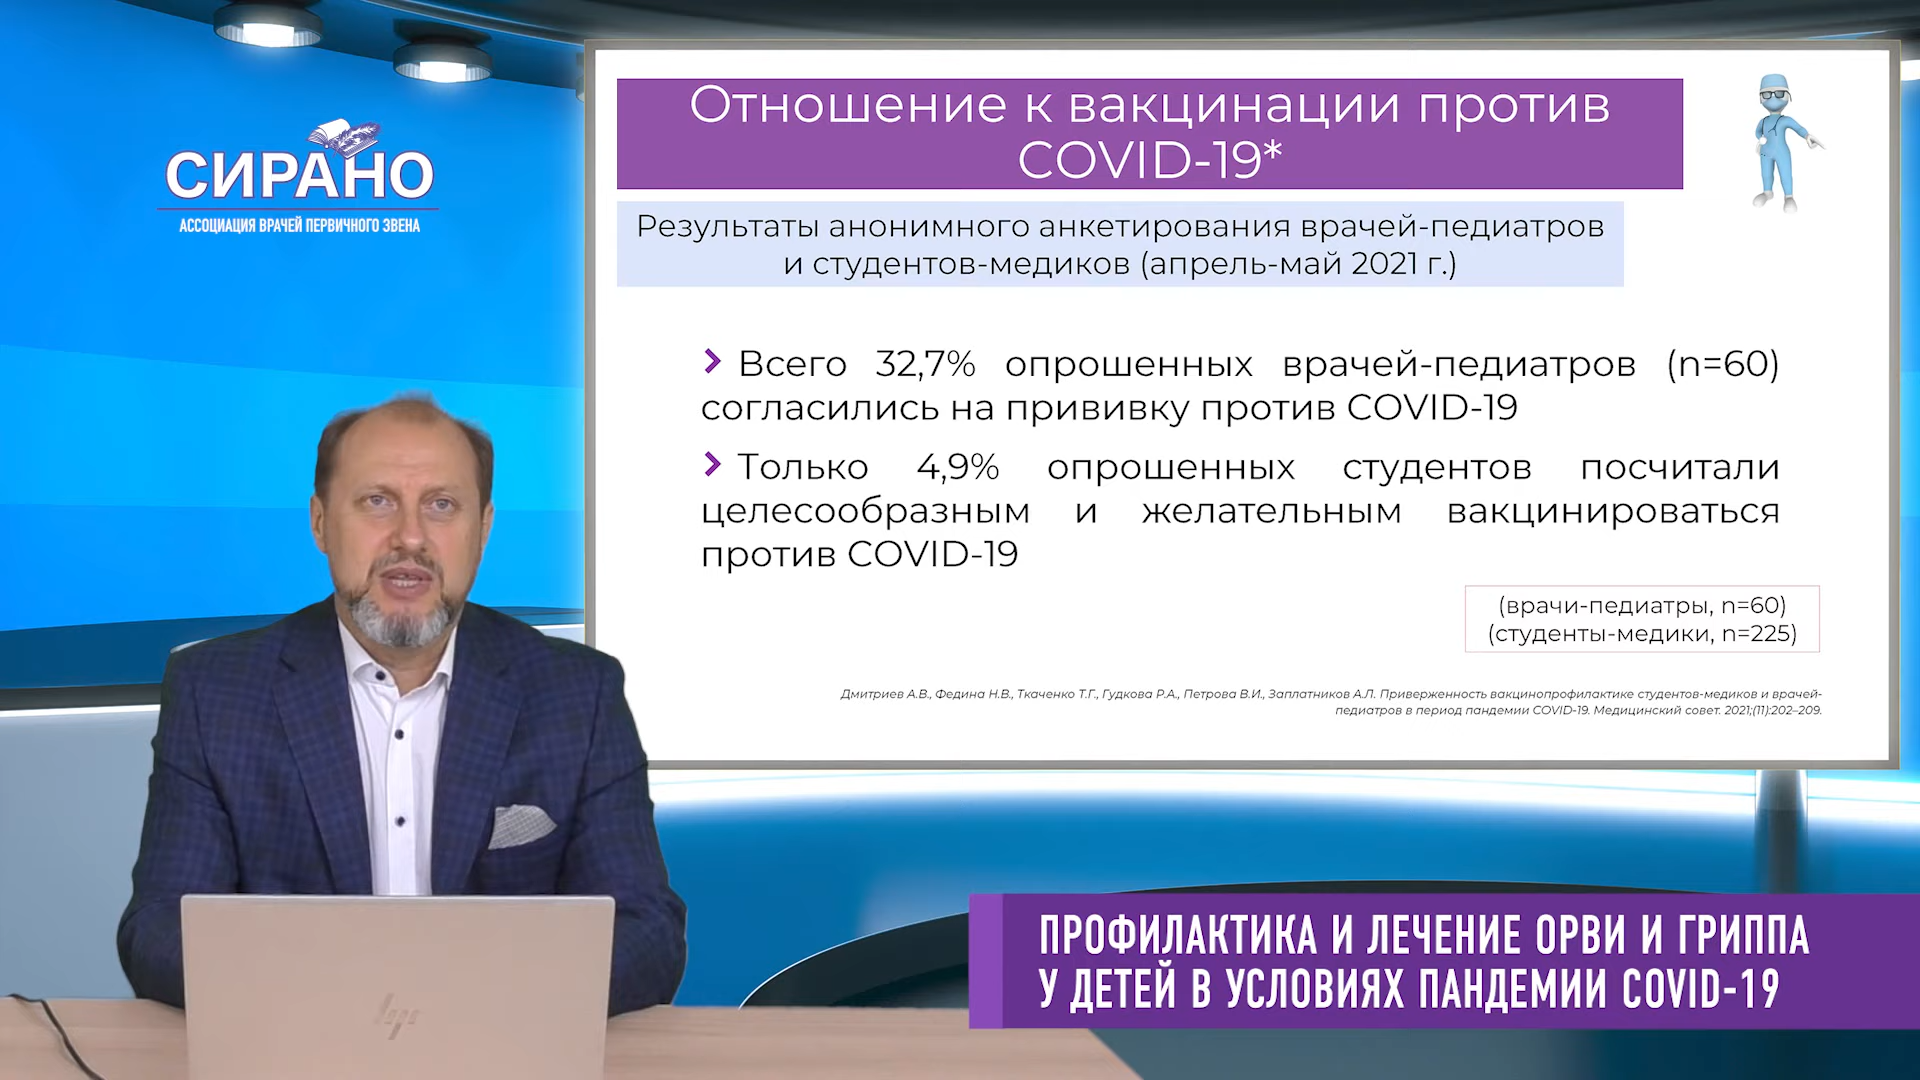 СИРАНО
АССОЦИАЦИЯ ВРАЧЕЙ ПЕРВИЧНОГО ЗВЕНА
Отношение к вакцинации против
COVID-19*
Результаты анонимного анкетирования врачей-педиатров
и студентов-медиков (апрель-май 2021 г.)
Всего 32,7% опрошенных врачей-педиатров (n=60)
согласились на прививку против COVID-19
Только 4,9% опрошенных студентов посчитали
целесообразным и желательным вакцинироваться
против COVID-19
(врачи-педиатры, n=60)
(студенты-медики, n=225)
Дмитриев А.В., Федина Н.В., Ткаченко Т.Г., Гудкова Р.А., Петрова В.И., Заплатников А.Л. Приверженность вакцинопрофилактике студентов-медиков и врачей-
педиатров в период пандемии COVID-19. Медицинский совет. 2021;(11):202–209.
hp
ПРОФИЛАКТИКА И ЛЕЧЕНИЕ ОРВИ И ГРИППА
У ДЕТЕЙ В УСЛОВИЯХ ПАНДЕМИИ COVID-19